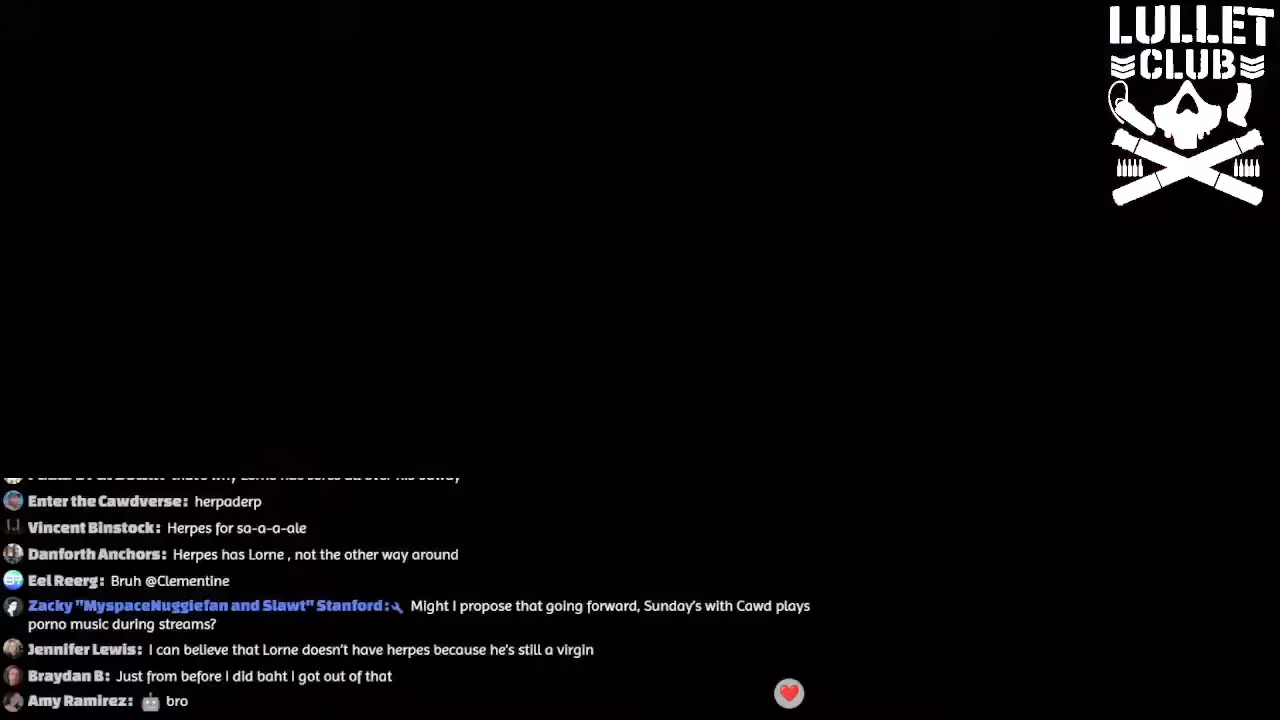 LULLET
CLUB
Enter the Cawdverse: herpaderp
Vincent Binstock: Herpes for sa-a-a-ale
Danforth Anchors: Herpes has Lorne , not the other way around
Eel Reerg: Bruh @Clementine
Zacky "MyspaceNuggiefan and Slawt" Stanford: Might I propose that going forward, Sunday's with Cawd plays
porno music during streams?
Jennifer Lewis: I can believe that Lorne doesn't have herpes because he's still a virgin
Braydan B: Just from before I did baht I got out of that
Amy Ramirez: 🤖 bro